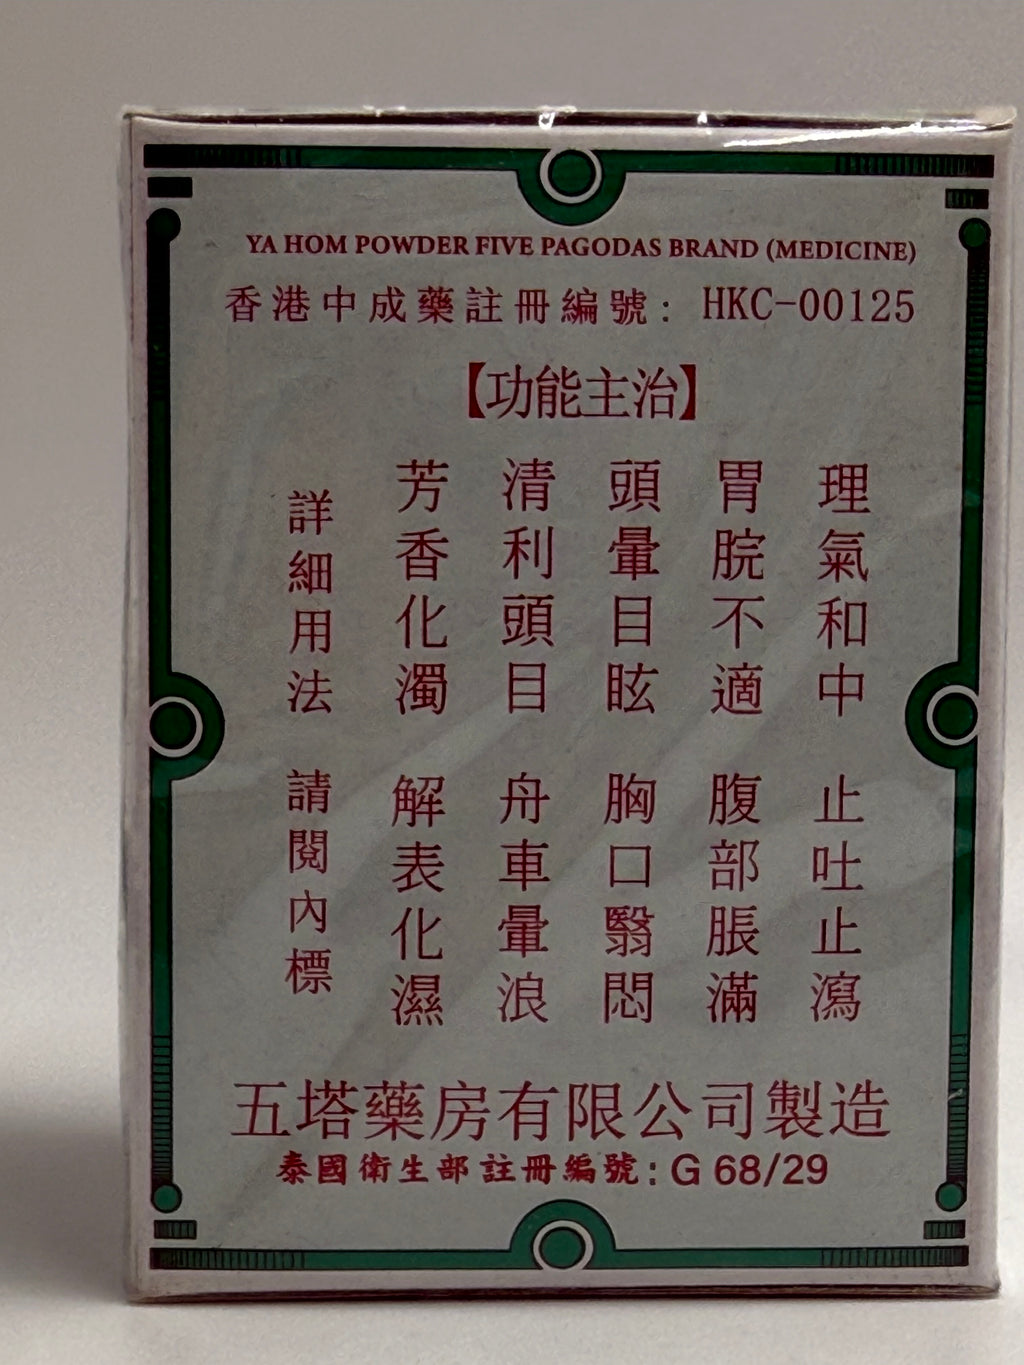 YA HOM POWDER FIVE PAGODAS BRAND (MEDICINE)
香港中成藥註冊編號：HKC-00125
【功能主治】
理氣和中 止吐止瀉
胃脘不適 腹部脹滿
頭暈目眩 胸口翳悶
清利頭目 舟車暈浪
芳香化濁 解表化濕
詳細用法 請閱內標
五塔藥房有限公司製造
泰國衛生部註冊編號：G 68/29